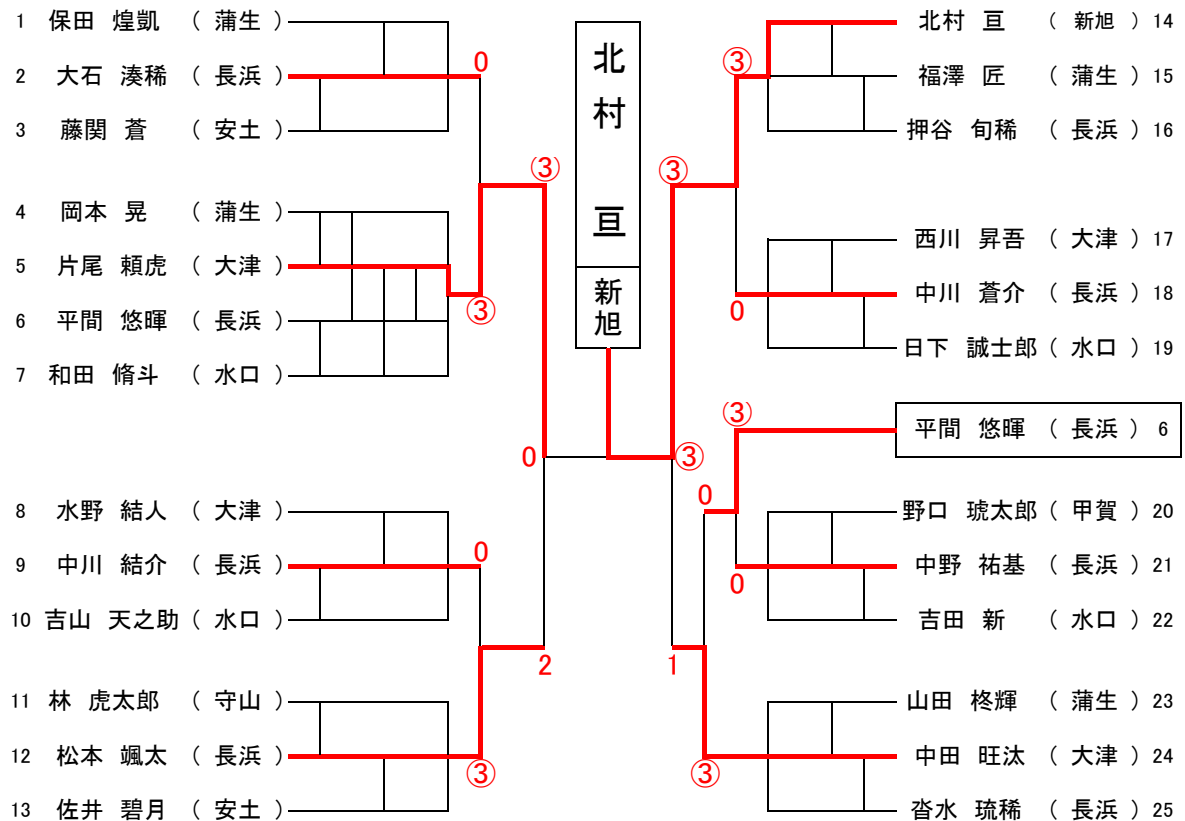 1 保田 煌凱 ( 蒲生 )
2 大石 湊稀 ( 長浜 )
3 藤関 蒼 ( 安土 )
4 岡本 晃 ( 蒲生 )
5 片尾 頼虎 ( 大津 )
6 平間 悠暉 ( 長浜 )
7 和田 脩斗 ( 水口 )
8 水野 結人 ( 大津 )
9 中川 結介 ( 長浜 )
10 吉山 天之助 ( 水口 )
11 林 虎太郎 ( 守山 )
12 松本 颯太 ( 長浜 )
13 佐井 碧月 ( 安土 )
0
③
③
0
0
2
③
北村 亘
新旭
③
③
0
③
③
0
0
1
③
北村 亘 ( 新旭 ) 14
福澤 匠 ( 蒲生 ) 15
押谷 旬稀 ( 長浜 ) 16
西川 昇吾 ( 大津 ) 17
中川 蒼介 ( 長浜 ) 18
日下 誠士郎 ( 水口 ) 19
平間 悠暉 ( 長浜 ) 6
野口 琥太郎 ( 甲賀 ) 20
中野 祐基 ( 長浜 ) 21
吉田 新 ( 水口 ) 22
山田 柊輝 ( 蒲生 ) 23
中田 旺汰 ( 大津 ) 24
沓水 琉稀 ( 長浜 ) 25